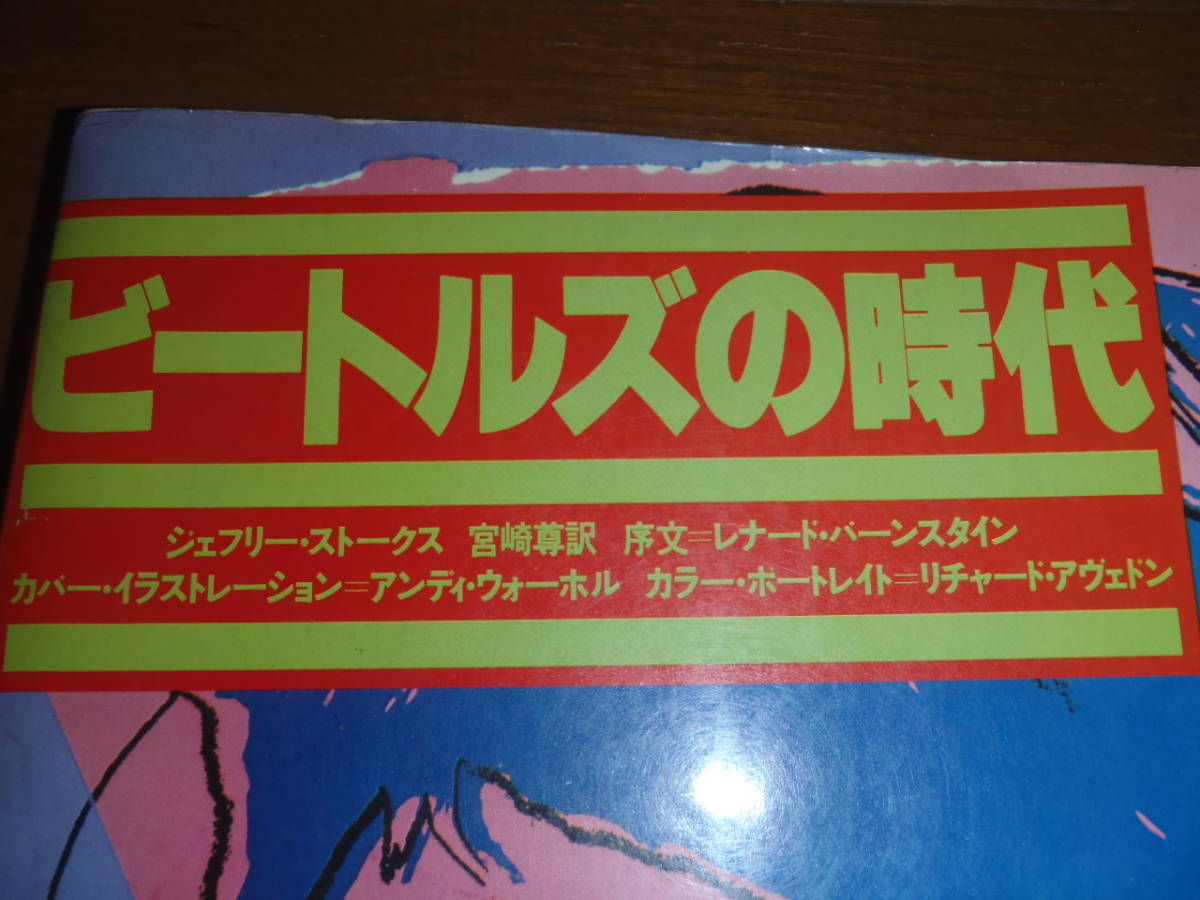 ビートルズの時代
ジェフリー・ストークス 宮崎尊訳 序文=レナード・バーンスタイン
カバー・イラストレーション=アンディ・ウォーホル カラー・ポートレイト=リチャード・アヴェドン